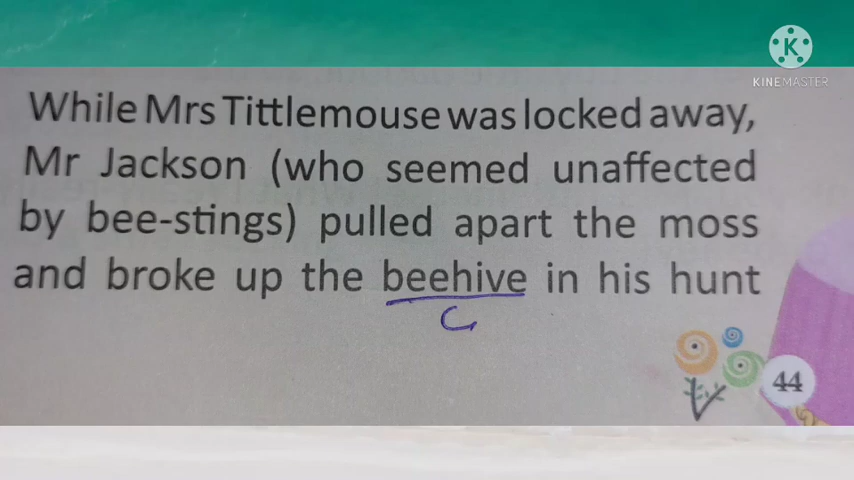 K
KINEMASTER
While Mrs Tittlemouse was locked away,
Mr Jackson (who seemed unaffected
by bee-stings) pulled apart the moss
and broke up the beehive in his hunt
44